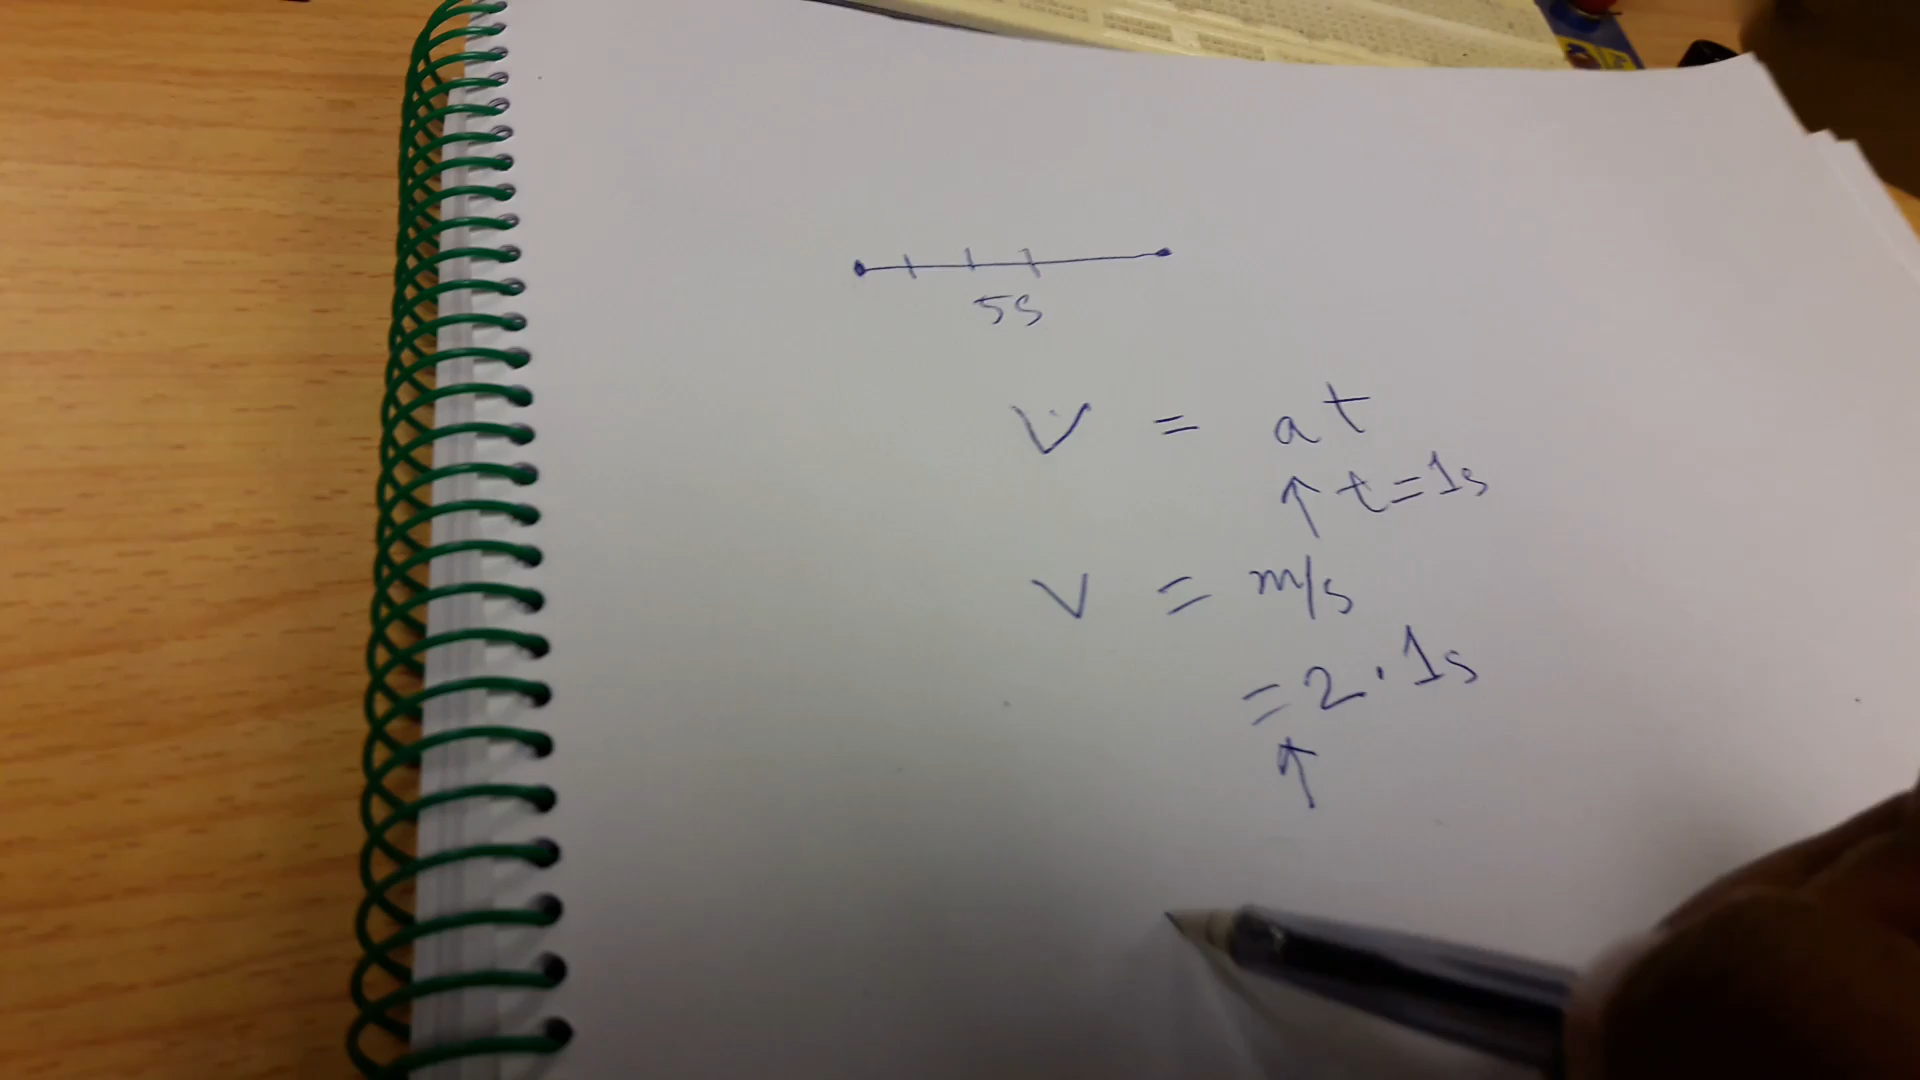 5s
V = at
↑ t = 1s
V = m/s
= 2 · 1s
↑